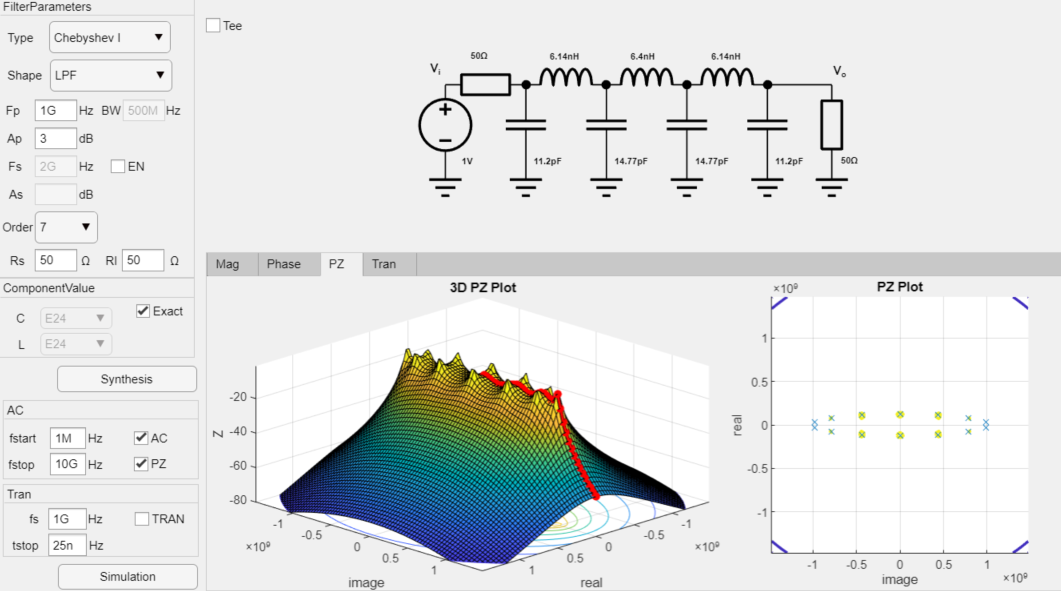 FilterParameters
Type Chebyshev I
Shape LPF
Fp 1G Hz BW 500M Hz
Ap 3 dB
Fs 2G Hz EN
As dB
Order 7
Rs 50 Ω Rl 50 Ω
ComponentValue
Exact
C E24
L E24
Synthesis
AC
fstart 1M Hz AC
fstop 10G Hz PZ
Tran
fs 1G Hz TRAN
tstop 25n Hz
Simulation
Tee
50Ω 6.14nH 6.4nH 6.14nH
Vi Vo
1V 11.2pF 14.77pF 14.77pF 11.2pF 50Ω
Mag Phase PZ Tran
3D PZ Plot
Z
-20
-40
-60
-80
-1
-0.5
0
0.5
1
×10⁹
image
1
0.5
0
-0.5
-1
×10⁹
real
PZ Plot
×10⁹
1
0.5
0
-0.5
-1
real
-1 -0.5 0 0.5 1
×10⁹
image